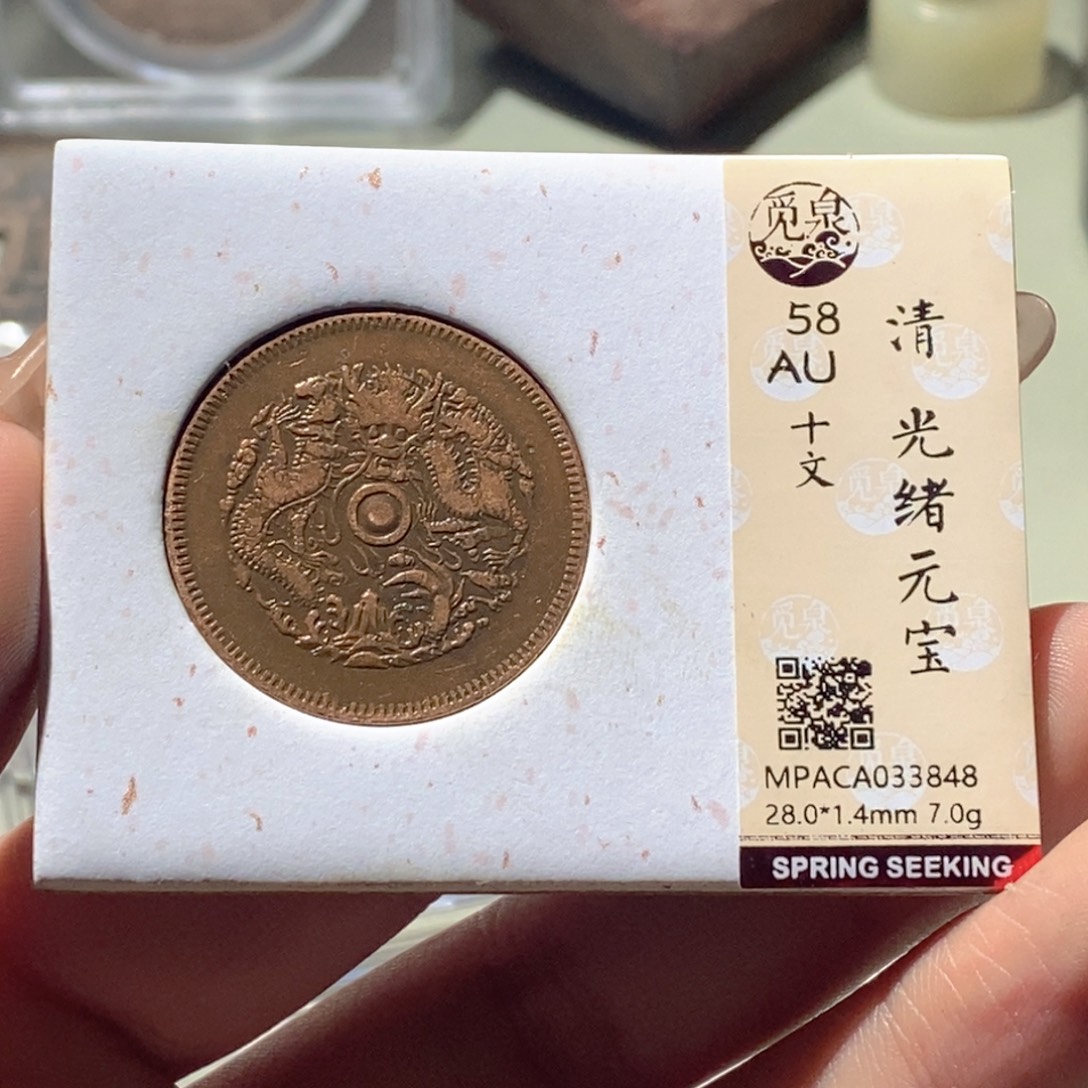 觅泉
58
AU
十文
清 光绪元宝
MPACA033848
28.0*1.4mm 7.0g
SPRING SEEKING